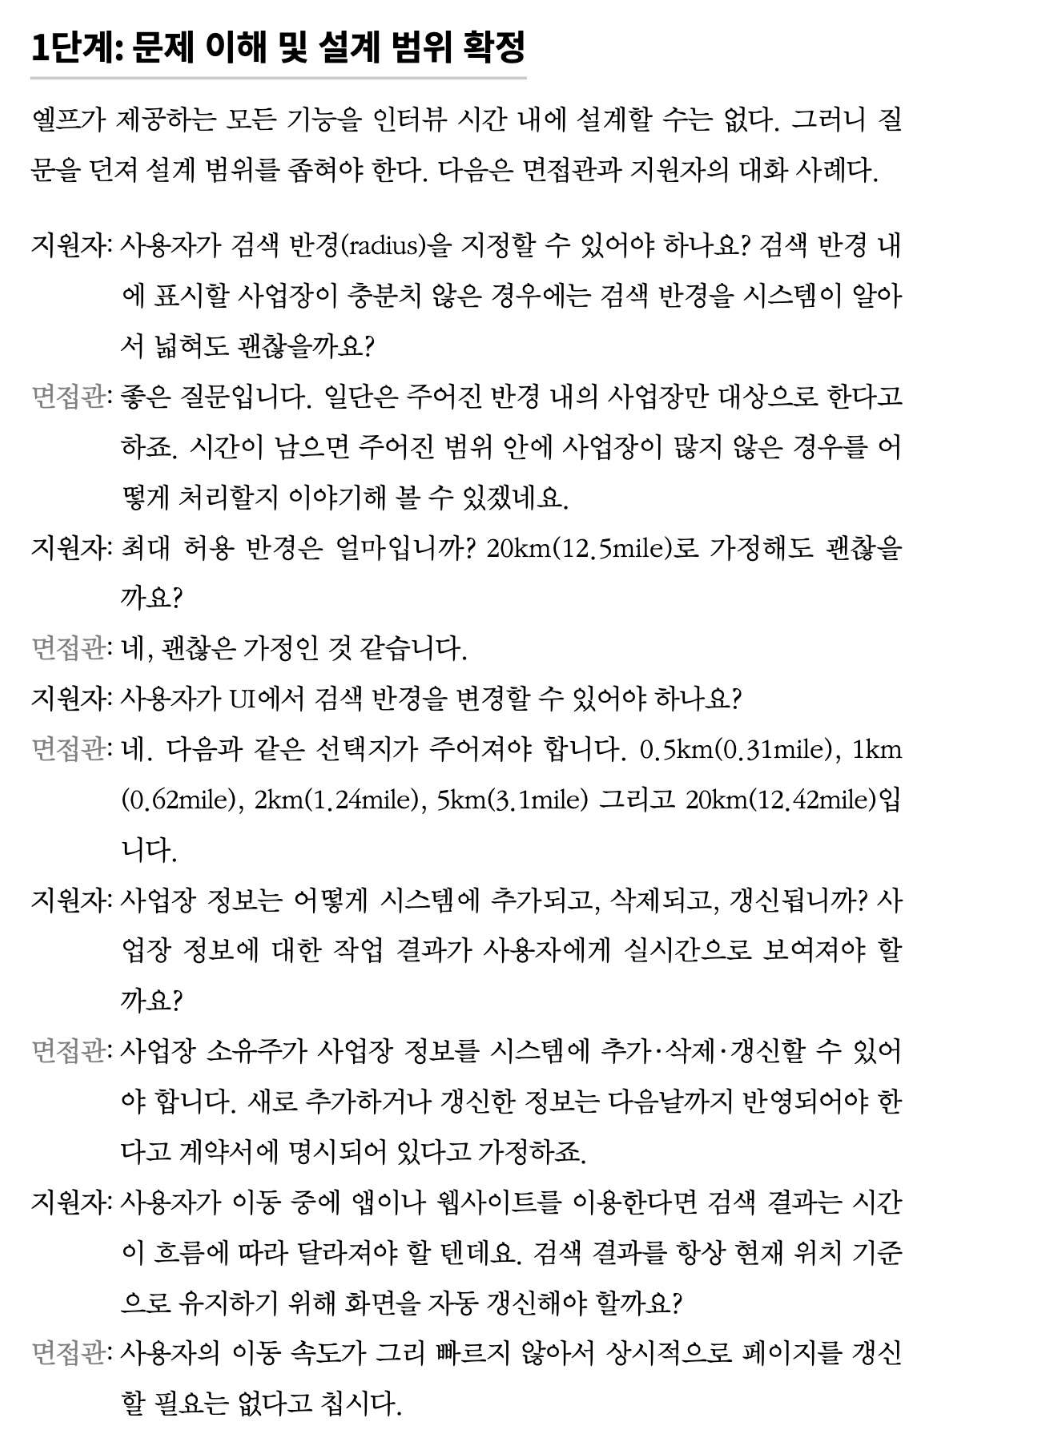 1단계: 문제 이해 및 설계 범위 확정
옐프가 제공하는 모든 기능을 인터뷰 시간 내에 설계할 수는 없다. 그러니 질
문을 던져 설계 범위를 좁혀야 한다. 다음은 면접관과 지원자의 대화 사례다.
지원자: 사용자가 검색 반경(radius)을 지정할 수 있어야 하나요? 검색 반경 내
에 표시할 사업장이 충분치 않은 경우에는 검색 반경을 시스템이 알아
서 넓혀도 괜찮을까요?
면접관: 좋은 질문입니다. 일단은 주어진 반경 내의 사업장만 대상으로 한다고
하죠. 시간이 남으면 주어진 범위 안에 사업장이 많지 않은 경우를 어
떻게 처리할지 이야기해 볼 수 있겠네요.
지원자: 최대 허용 반경은 얼마입니까? 20km(12.5mile)로 가정해도 괜찮을
까요?
면접관: 네, 괜찮은 가정인 것 같습니다.
지원자: 사용자가 UI에서 검색 반경을 변경할 수 있어야 하나요?
면접관: 네. 다음과 같은 선택지가 주어져야 합니다. 0.5km(0.31mile), 1km
(0.62mile), 2km(1.24mile), 5km(3.1mile) 그리고 20km(12.42mile)입
니다.
지원자: 사업장 정보는 어떻게 시스템에 추가되고, 삭제되고, 갱신됩니까? 사
업장 정보에 대한 작업 결과가 사용자에게 실시간으로 보여져야 할
까요?
면접관: 사업장 소유주가 사업장 정보를 시스템에 추가·삭제·갱신할 수 있어
야 합니다. 새로 추가하거나 갱신한 정보는 다음날까지 반영되어야 한
다고 계약서에 명시되어 있다고 가정하죠.
지원자: 사용자가 이동 중에 앱이나 웹사이트를 이용한다면 검색 결과는 시간
이 흐름에 따라 달라져야 할 텐데요. 검색 결과를 항상 현재 위치 기준
으로 유지하기 위해 화면을 자동 갱신해야 할까요?
면접관: 사용자의 이동 속도가 그리 빠르지 않아서 상시적으로 페이지를 갱신
할 필요는 없다고 칩시다.